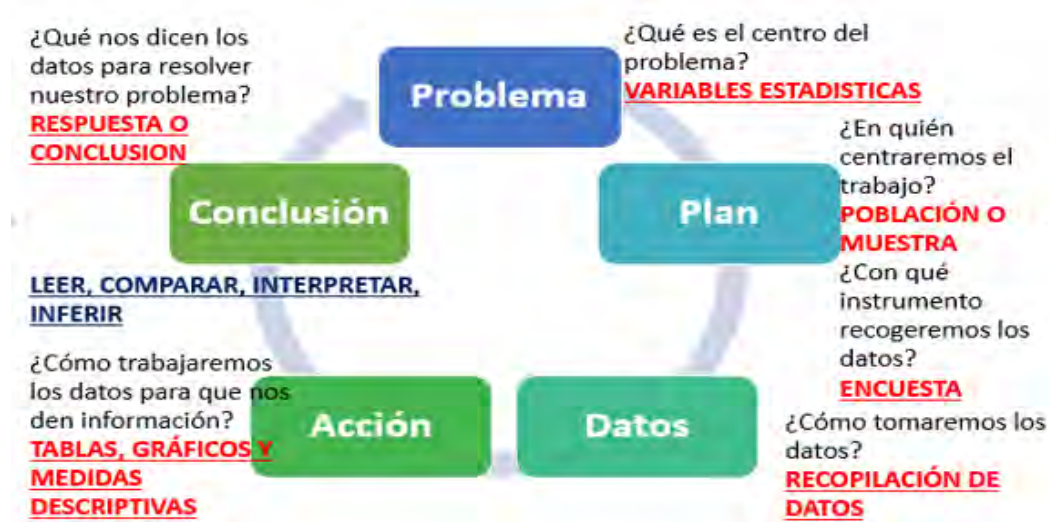 Problema
¿Qué es el centro del
problema?
VARIABLES ESTADISTICAS
Plan
¿En quién
centraremos el
trabajo?
POBLACIÓN O
MUESTRA
¿Con qué
instrumento
recogeremos los
datos?
ENCUESTA
Datos
¿Cómo tomaremos los
datos?
RECOPILACIÓN DE
DATOS
Acción
¿Cómo trabajaremos
los datos para que nos
den información?
TABLAS, GRÁFICOS Y
MEDIDAS
DESCRIPTIVAS
Conclusión
LEER, COMPARAR, INTERPRETAR,
INFERIR
¿Qué nos dicen los
datos para resolver
nuestro problema?
RESPUESTA O
CONCLUSION